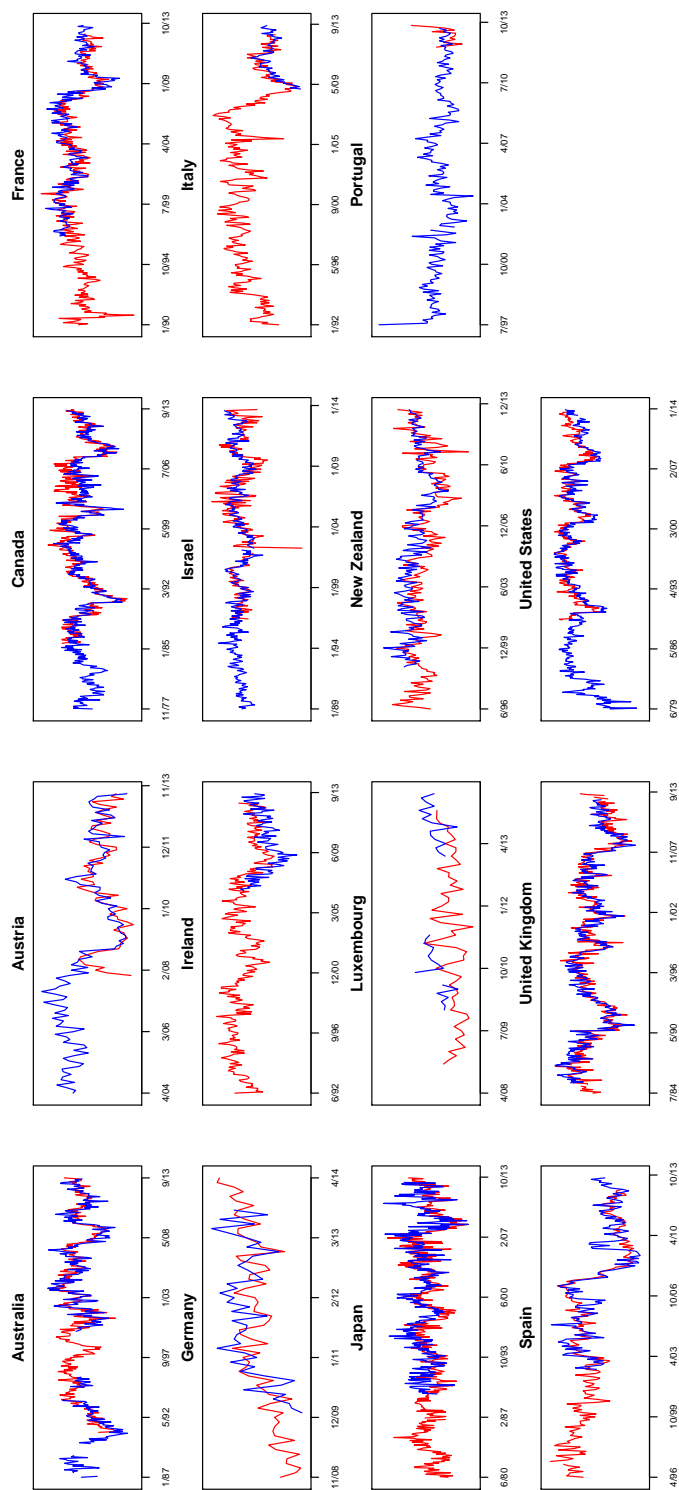 Australia
Austria
Canada
France
1/87 5/92 9/97 1/03 5/08 9/13
4/04 3/06 2/08 1/10 12/11 11/13
11/77 1/85 3/92 5/99 7/06 9/13
1/90 10/94 7/99 4/04 1/09 10/13
Germany
Ireland
Israel
Italy
11/08 12/09 1/11 2/12 3/13 4/14
6/92 9/96 12/00 3/05 6/09 9/13
1/89 1/94 1/99 1/04 1/09 1/14
1/92 5/96 9/00 1/05 5/09 9/13
Japan
Luxembourg
New Zealand
Portugal
6/80 2/87 10/93 6/00 2/07 10/13
4/08 7/09 10/10 1/12 4/13
6/96 12/99 6/03 12/06 6/10 12/13
7/97 10/00 1/04 4/07 7/10 10/13
Spain
United Kingdom
United States
4/96 10/99 4/03 10/06 4/10 10/13
7/84 5/90 3/96 1/02 11/07 9/13
6/79 5/86 4/93 3/00 2/07 1/14